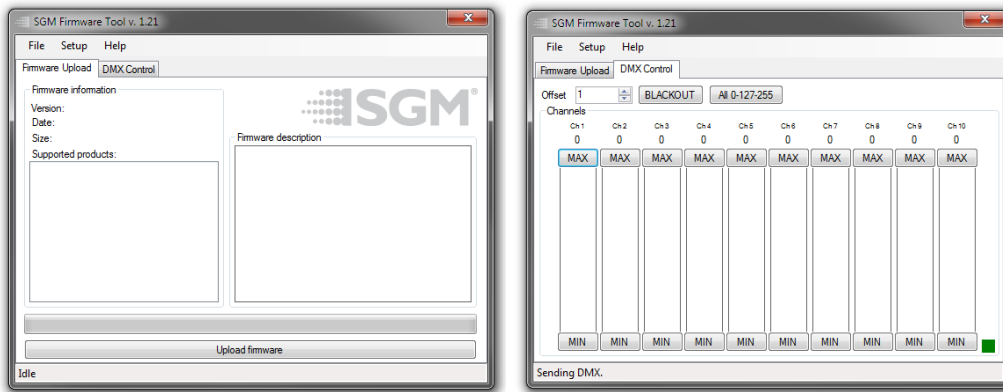 SGM Firmware Tool v. 1.21
File Setup Help
Firmware Upload DMX Control
Firmware information
Version:
Date:
Size:
Supported products:
SGM®
Firmware description
Upload firmware
Idle
SGM Firmware Tool v. 1.21
File Setup Help
Firmware Upload DMX Control
Offset 1 BLACKOUT All 0-127-255
Channels
Ch 1 Ch 2 Ch 3 Ch 4 Ch 5 Ch 6 Ch 7 Ch 8 Ch 9 Ch 10
0 0 0 0 0 0 0 0 0 0
MAX MAX MAX MAX MAX MAX MAX MAX MAX MAX
MIN MIN MIN MIN MIN MIN MIN MIN MIN MIN
Sending DMX.